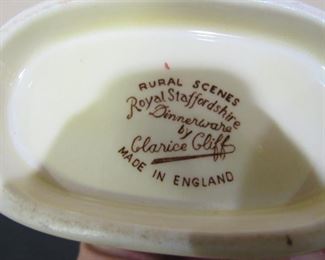 RURAL SCENES
Royal Staffordshire
Dinnerware
by
Clarice Cliff
MADE IN ENGLAND